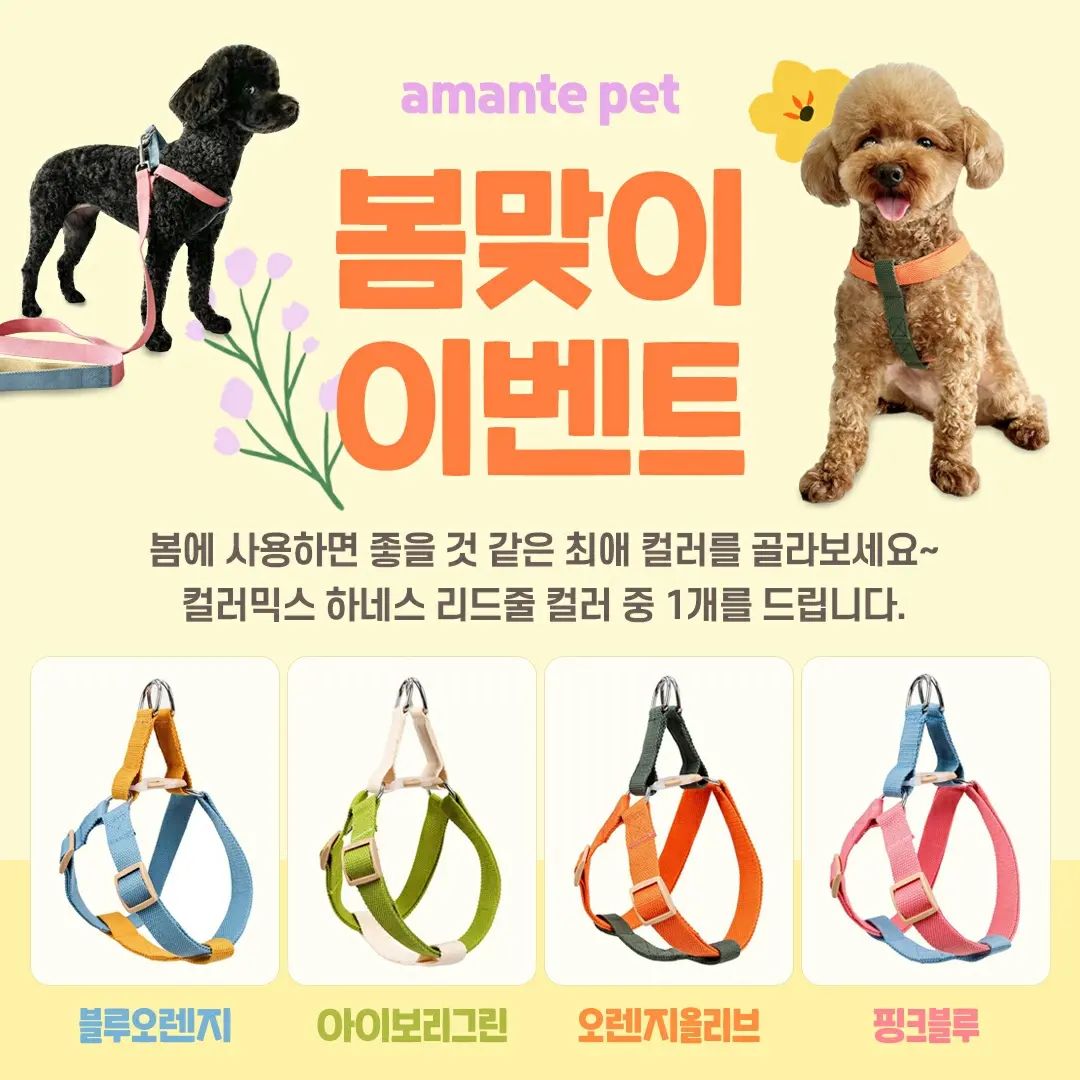 amante pet
봄맞이
이벤트
봄에 사용하면 좋을 것 같은 최애 컬러를 골라보세요~
컬러믹스 하네스 리드줄 컬러 중 1개를 드립니다.
블루오렌지 아이보리그린 오렌지올리브 핑크블루